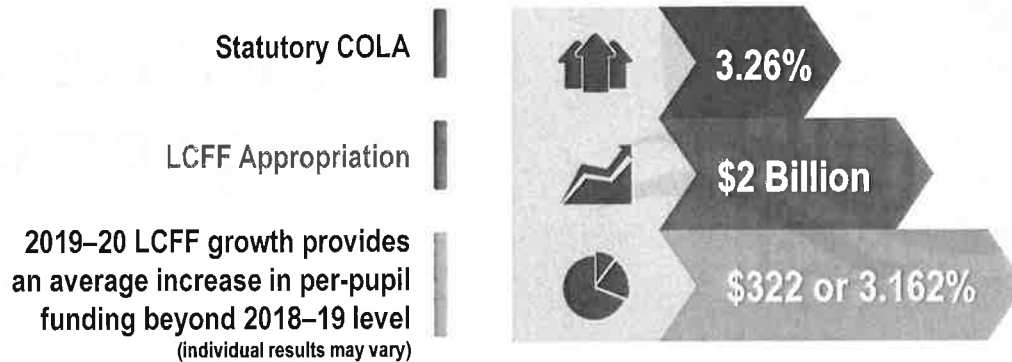 Statutory COLA
3.26%
LCFF Appropriation
$2 Billion
2019–20 LCFF growth provides
an average increase in per-pupil
funding beyond 2018–19 level
(individual results may vary)
$322 or 3.162%